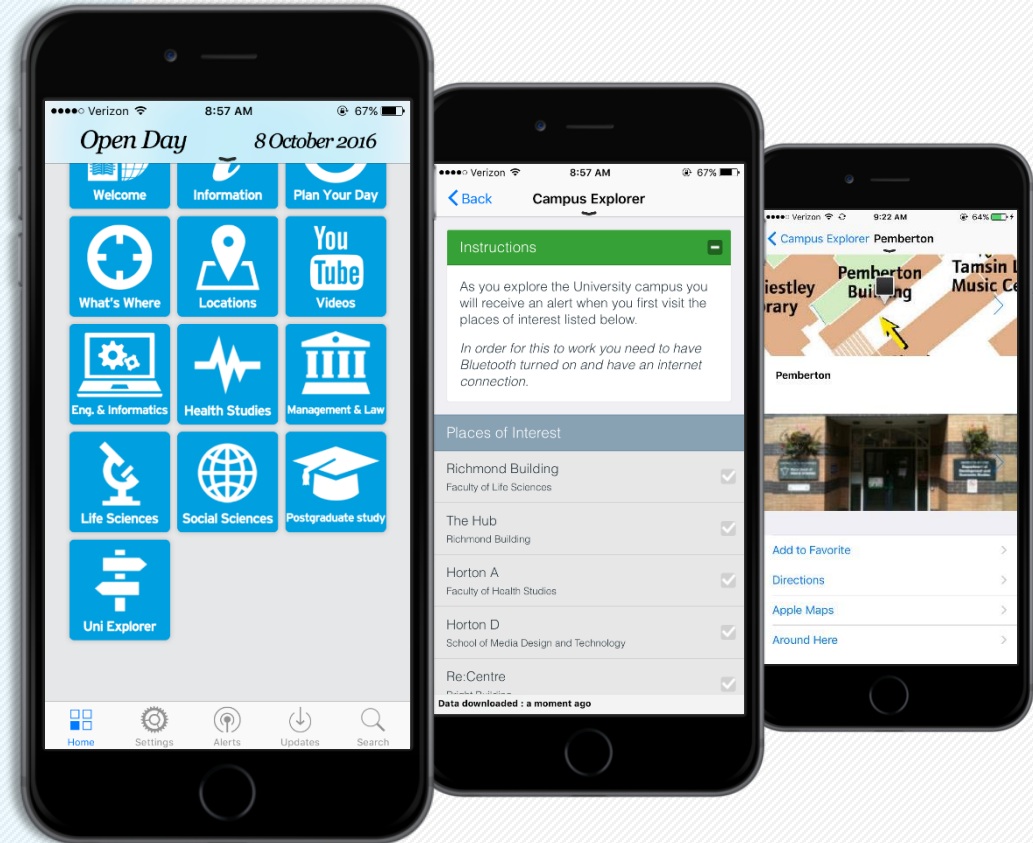 Verizon 8:57 AM 67%
Open Day 8 October 2016
Welcome Information Plan Your Day
You
Tube
What's Where Locations Videos
Eng. & Informatics Health Studies Management & Law
Life Sciences Social Sciences Postgraduate study
Uni Explorer
Home Settings Alerts Updates Search
Verizon 8:57 AM 67%
Back Campus Explorer
Instructions
As you explore the University campus you
will receive an alert when you first visit the
places of interest listed below.
In order for this to work you need to have
Bluetooth turned on and have an internet
connection.
Places of Interest
Richmond Building
Faculty of Life Sciences
The Hub
Richmond Building
Horton A
Faculty of Health Studies
Horton D
School of Media Design and Technology
Re:Centre
Data downloaded : a moment ago
Verizon 9:22 AM 64%
Campus Explorer Pemberton
Pemberton
Building
iestley
rary
Tamsin L
Music Ce
Pemberton
Add to Favorite
Directions
Apple Maps
Around Here